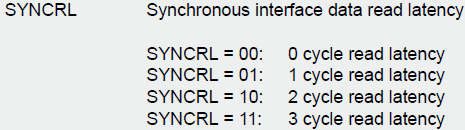 SYNCRL Synchronous interface data read latency
SYNCRL = 00: 0 cycle read latency
SYNCRL = 01: 1 cycle read latency
SYNCRL = 10: 2 cycle read latency
SYNCRL = 11: 3 cycle read latency